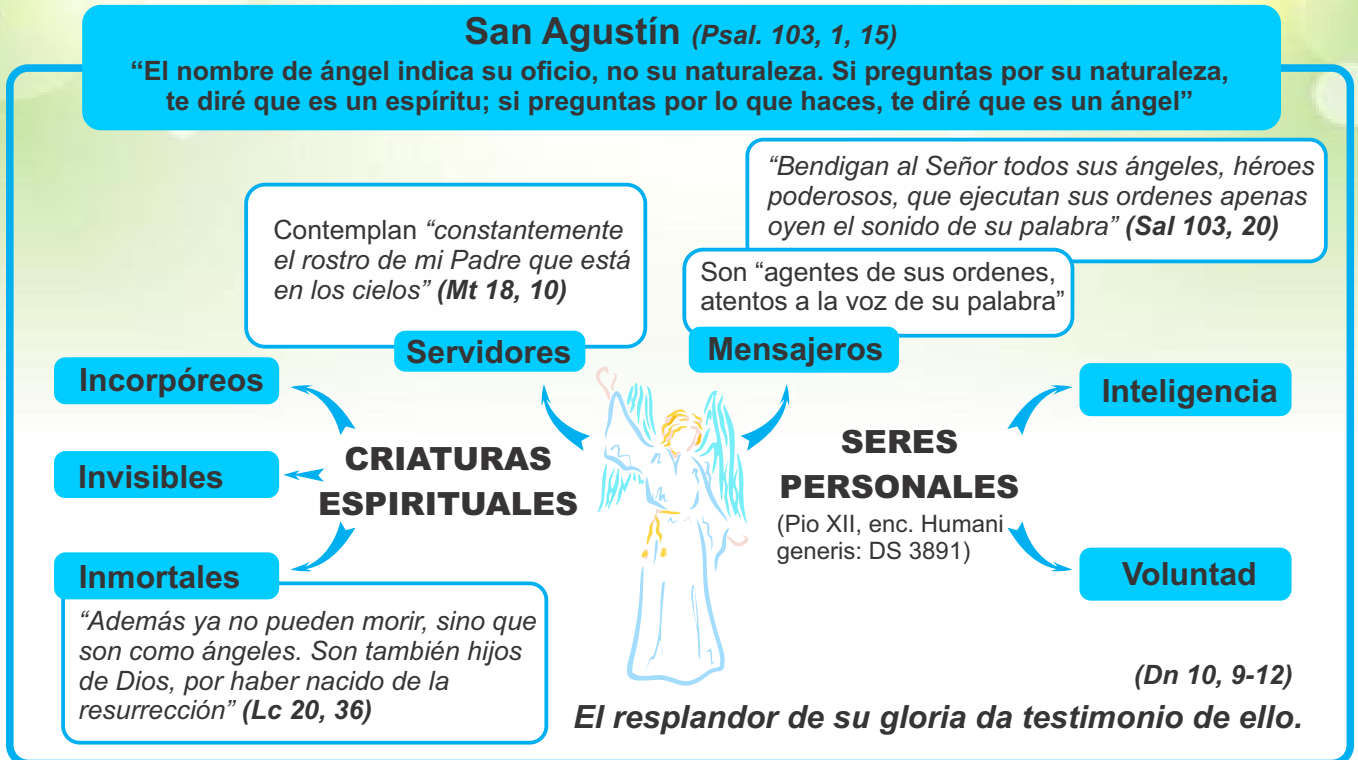 San Agustín (Psal. 103, 1, 15)
“El nombre de ángel indica su oficio, no su naturaleza. Si preguntas por su naturaleza,
te diré que es un espíritu; si preguntas por lo que haces, te diré que es un ángel”
“Bendigan al Señor todos sus ángeles, héroes
poderosos, que ejecutan sus ordenes apenas
oyen el sonido de su palabra” (Sal 103, 20)
Contemplan “constantemente
el rostro de mi Padre que está
en los cielos” (Mt 18, 10)
Son “agentes de sus ordenes,
atentos a la voz de su palabra”
Servidores
Mensajeros
Incorpóreos
Invisibles
Inmortales
CRIATURAS
ESPIRITUALES
SERES
PERSONALES
(Pio XII, enc. Humani
generis: DS 3891)
Inteligencia
Voluntad
“Además ya no pueden morir, sino que
son como ángeles. Son también hijos
de Dios, por haber nacido de la
resurrección” (Lc 20, 36)
(Dn 10, 9-12)
El resplandor de su gloria da testimonio de ello.